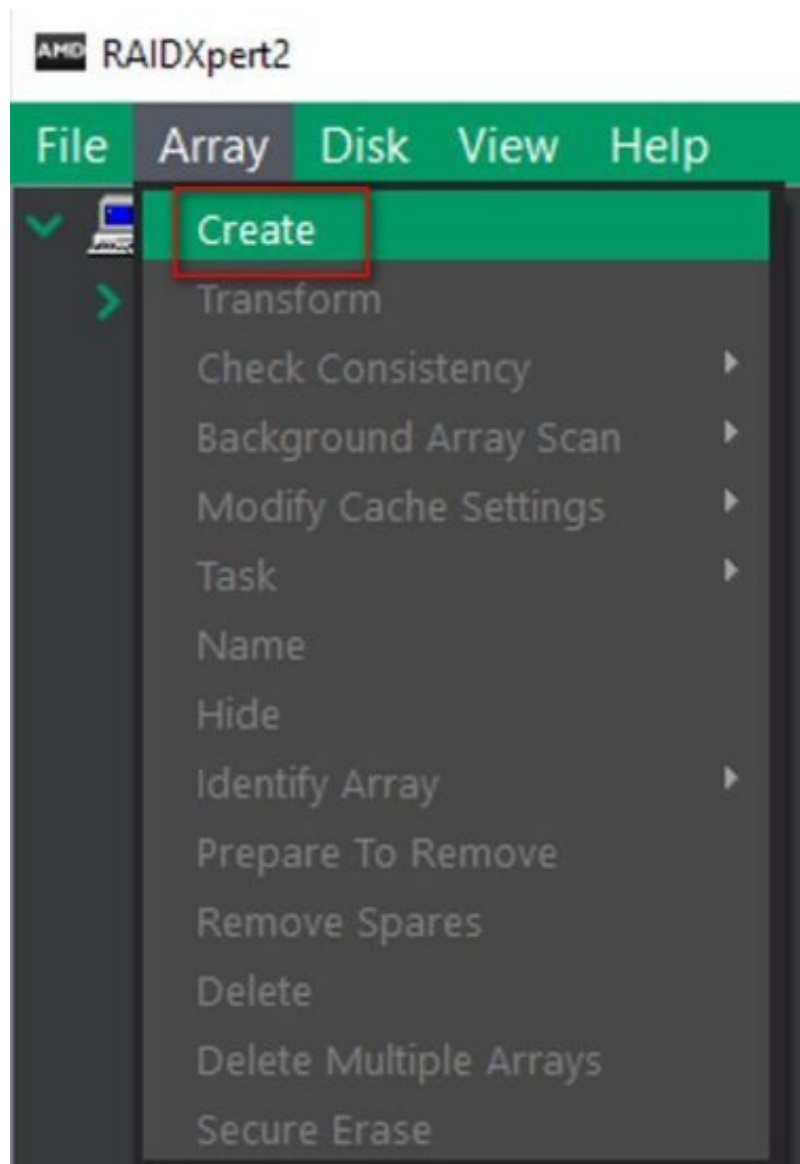 AMD RAIDXpert2
File Array Disk View Help
Create
Transform
Check Consistency
Background Array Scan
Modify Cache Settings
Task
Name
Hide
Identify Array
Prepare To Remove
Remove Spares
Delete
Delete Multiple Arrays
Secure Erase